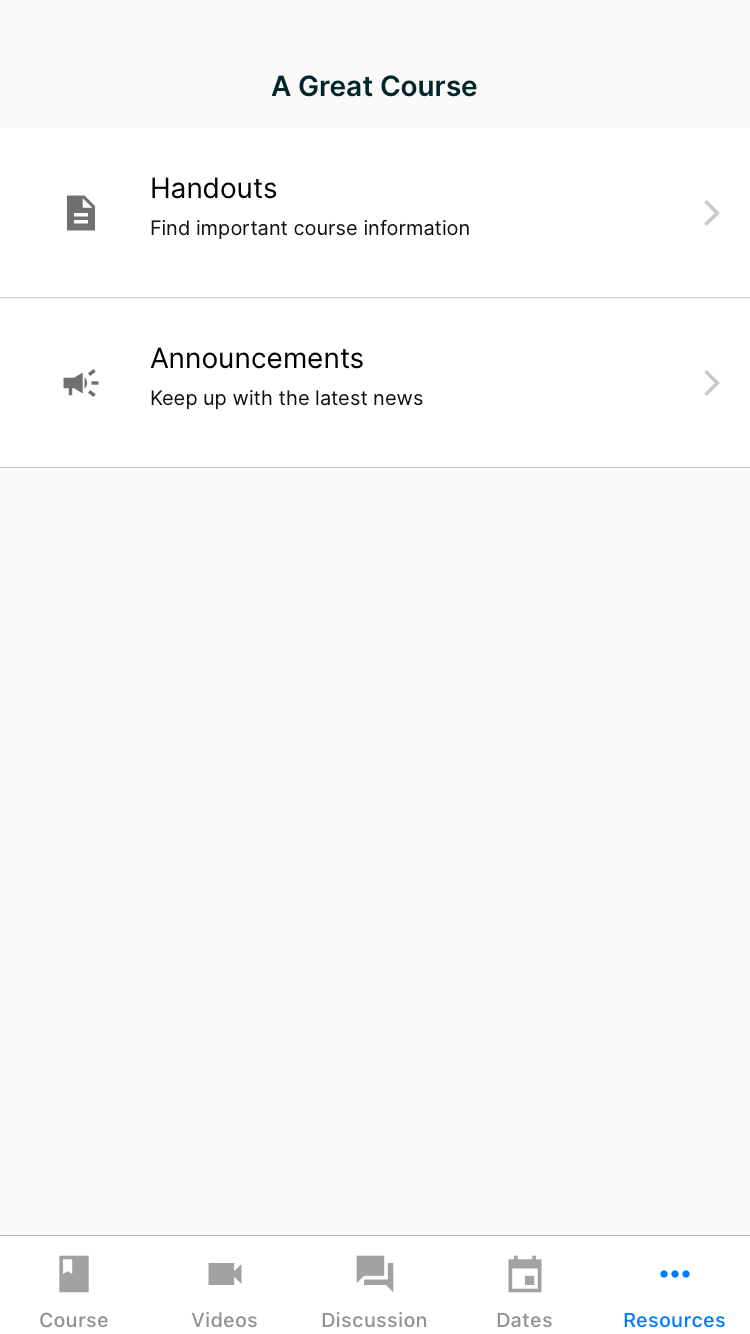 A Great Course
Handouts
Find important course information
Announcements
Keep up with the latest news
Course
Videos
Discussion
Dates
Resources